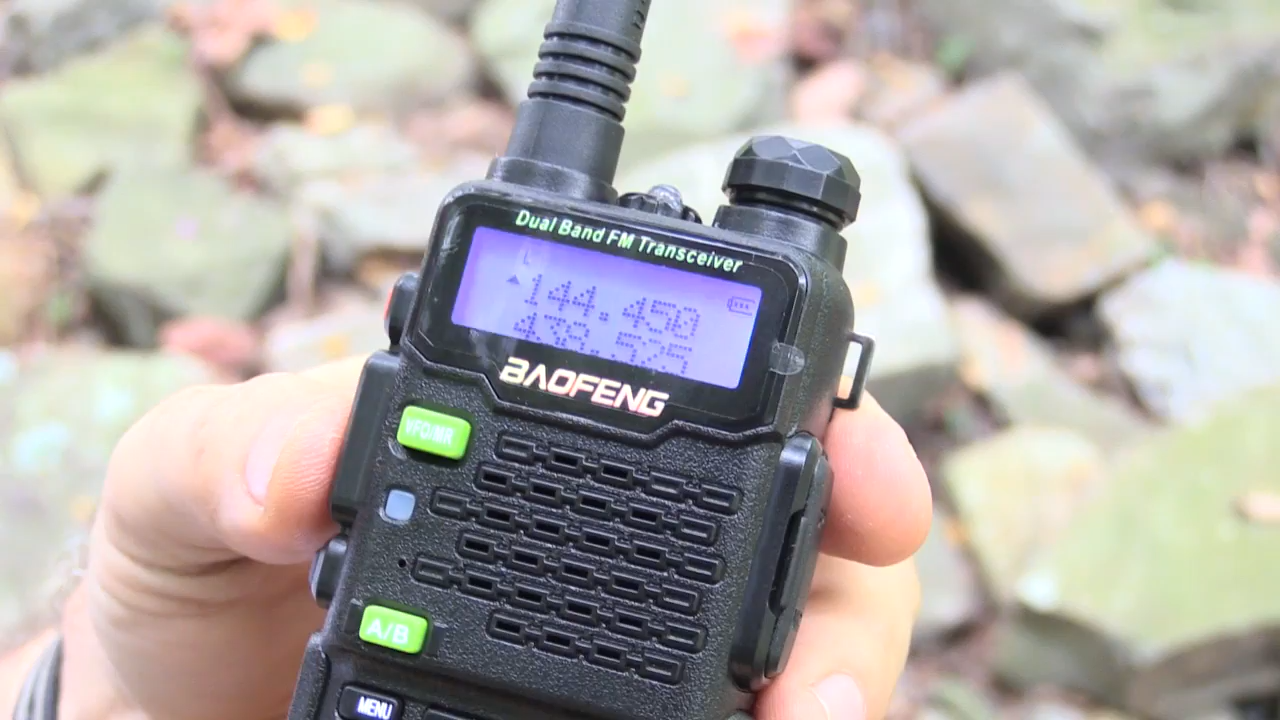 Dual Band FM Transceiver
L
144.450
438.525
BAOFENG
VFO/MR
A/B
MENU